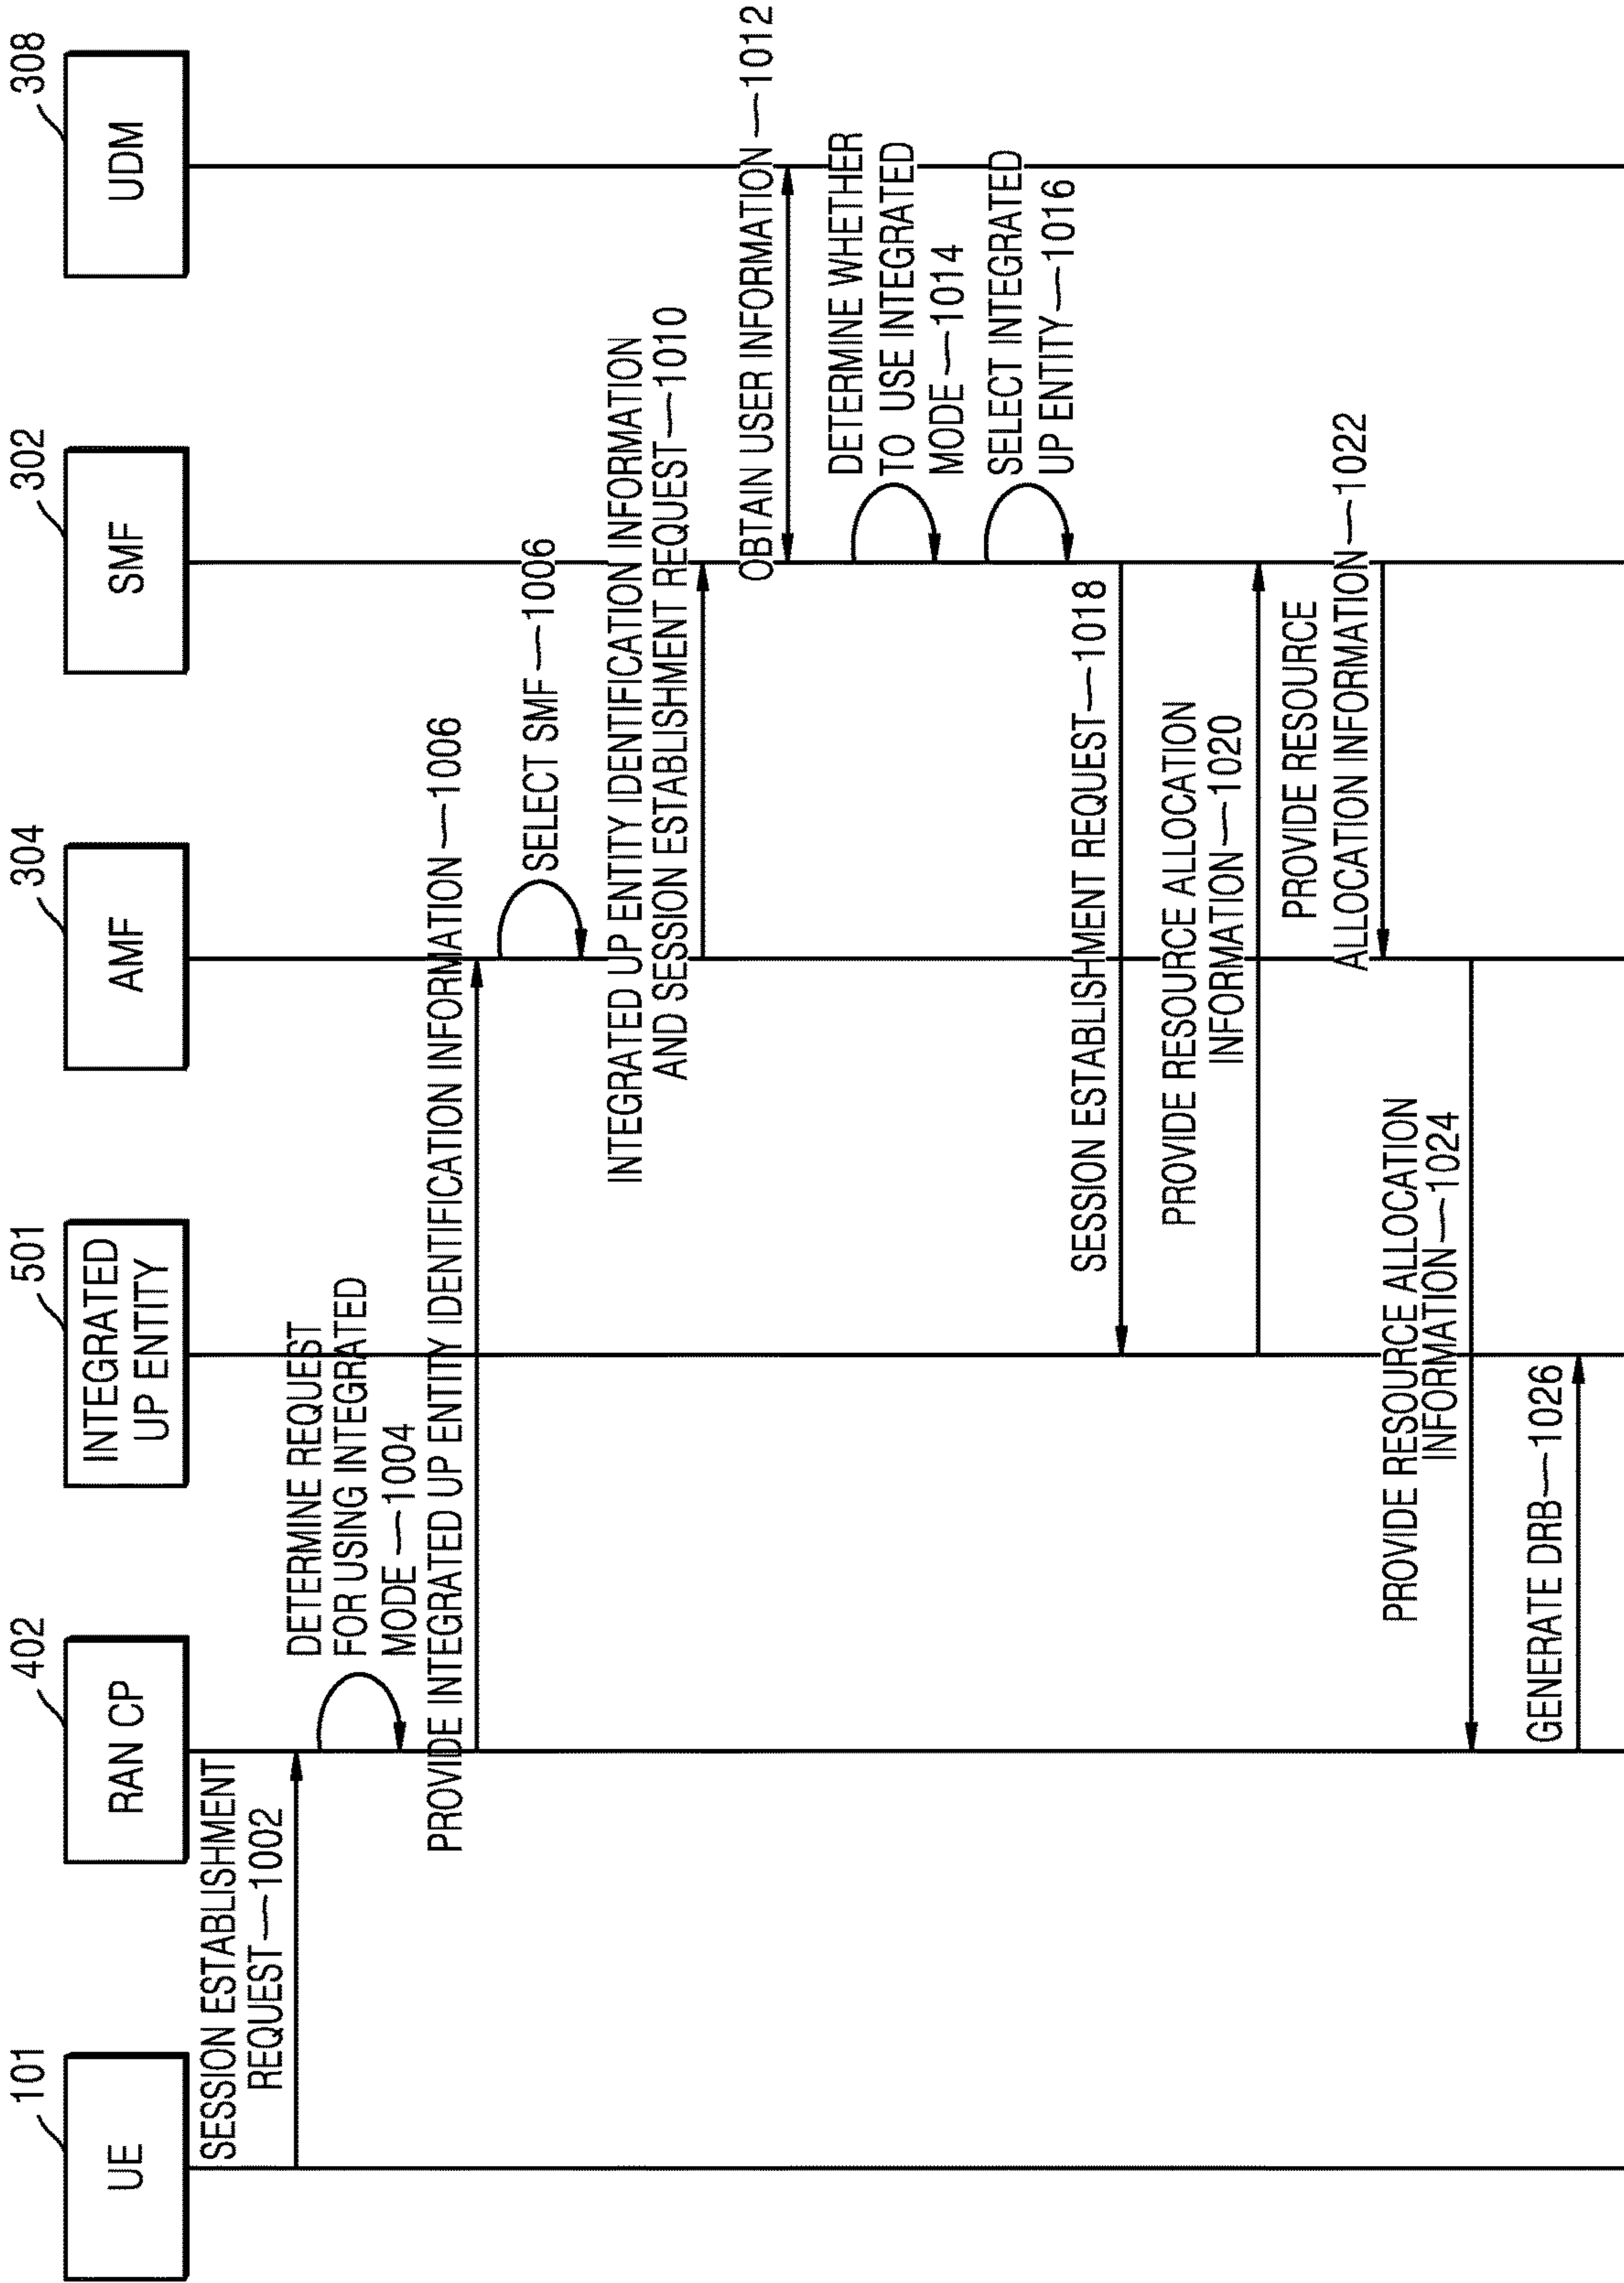 101
402
501
304
302
308
UE
RAN CP
INTEGRATED
UP ENTITY
AMF
SMF
UDM
SESSION ESTABLISHMENT
REQUEST 1002
DETERMINE REQUEST
FOR USING INTEGRATED
MODE 1004
PROVIDE INTEGRATED UP ENTITY IDENTIFICATION INFORMATION 1006
SELECT SMF 1006
INTEGRATED UP ENTITY IDENTIFICATION INFORMATION
AND SESSION ESTABLISHMENT REQUEST 1010
OBTAIN USER INFORMATION 1012
DETERMINE WHETHER
TO USE INTEGRATED
MODE 1014
SELECT INTEGRATED
UP ENTITY 1016
SESSION ESTABLISHMENT REQUEST 1018
PROVIDE RESOURCE ALLOCATION
INFORMATION 1020
PROVIDE RESOURCE
ALLOCATION INFORMATION 1022
PROVIDE RESOURCE ALLOCATION
INFORMATION 1024
GENERATE DRB 1026